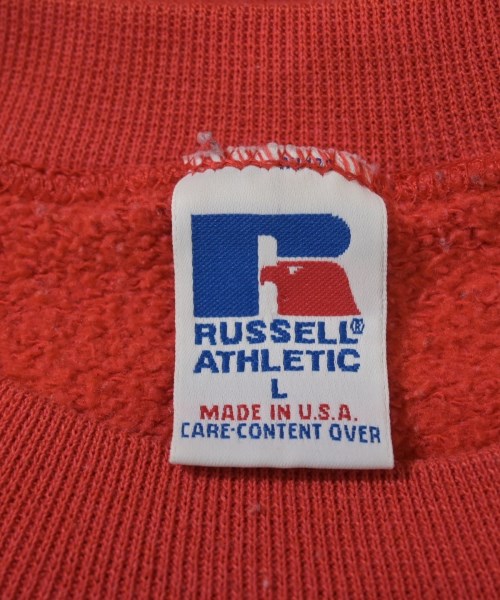 RUSSELL®
ATHLETIC
L
MADE IN U.S.A.
CARE-CONTENT OVER